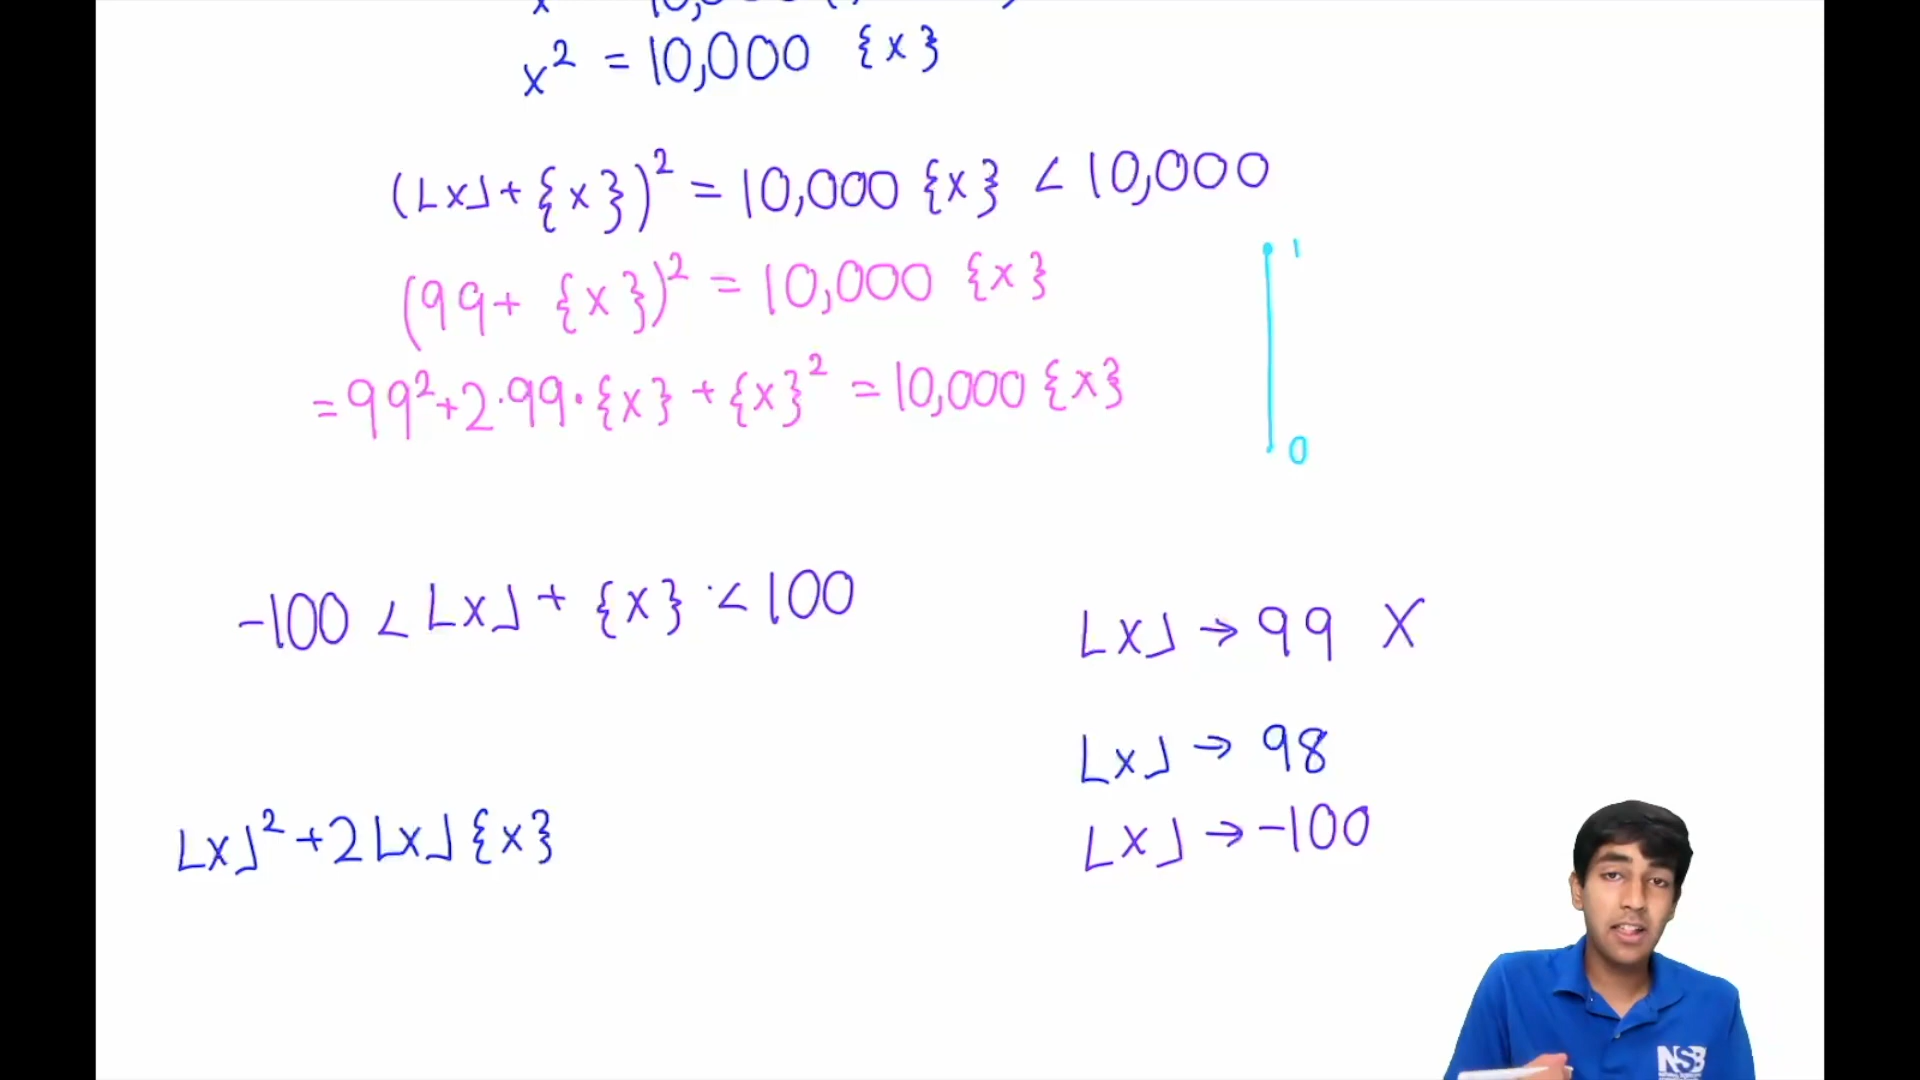 x² = 10,000 {x}
(⌊x⌋ + {x})² = 10,000 {x} < 10,000
(99 + {x})² = 10,000 {x}
= 99² + 2·99·{x} + {x}² = 10,000 {x}
1
0
-100 < ⌊x⌋ + {x} < 100
⌊x⌋ → 99 X
⌊x⌋ → 98
⌊x⌋ → -100
⌊x⌋² + 2⌊x⌋{x}
NSB